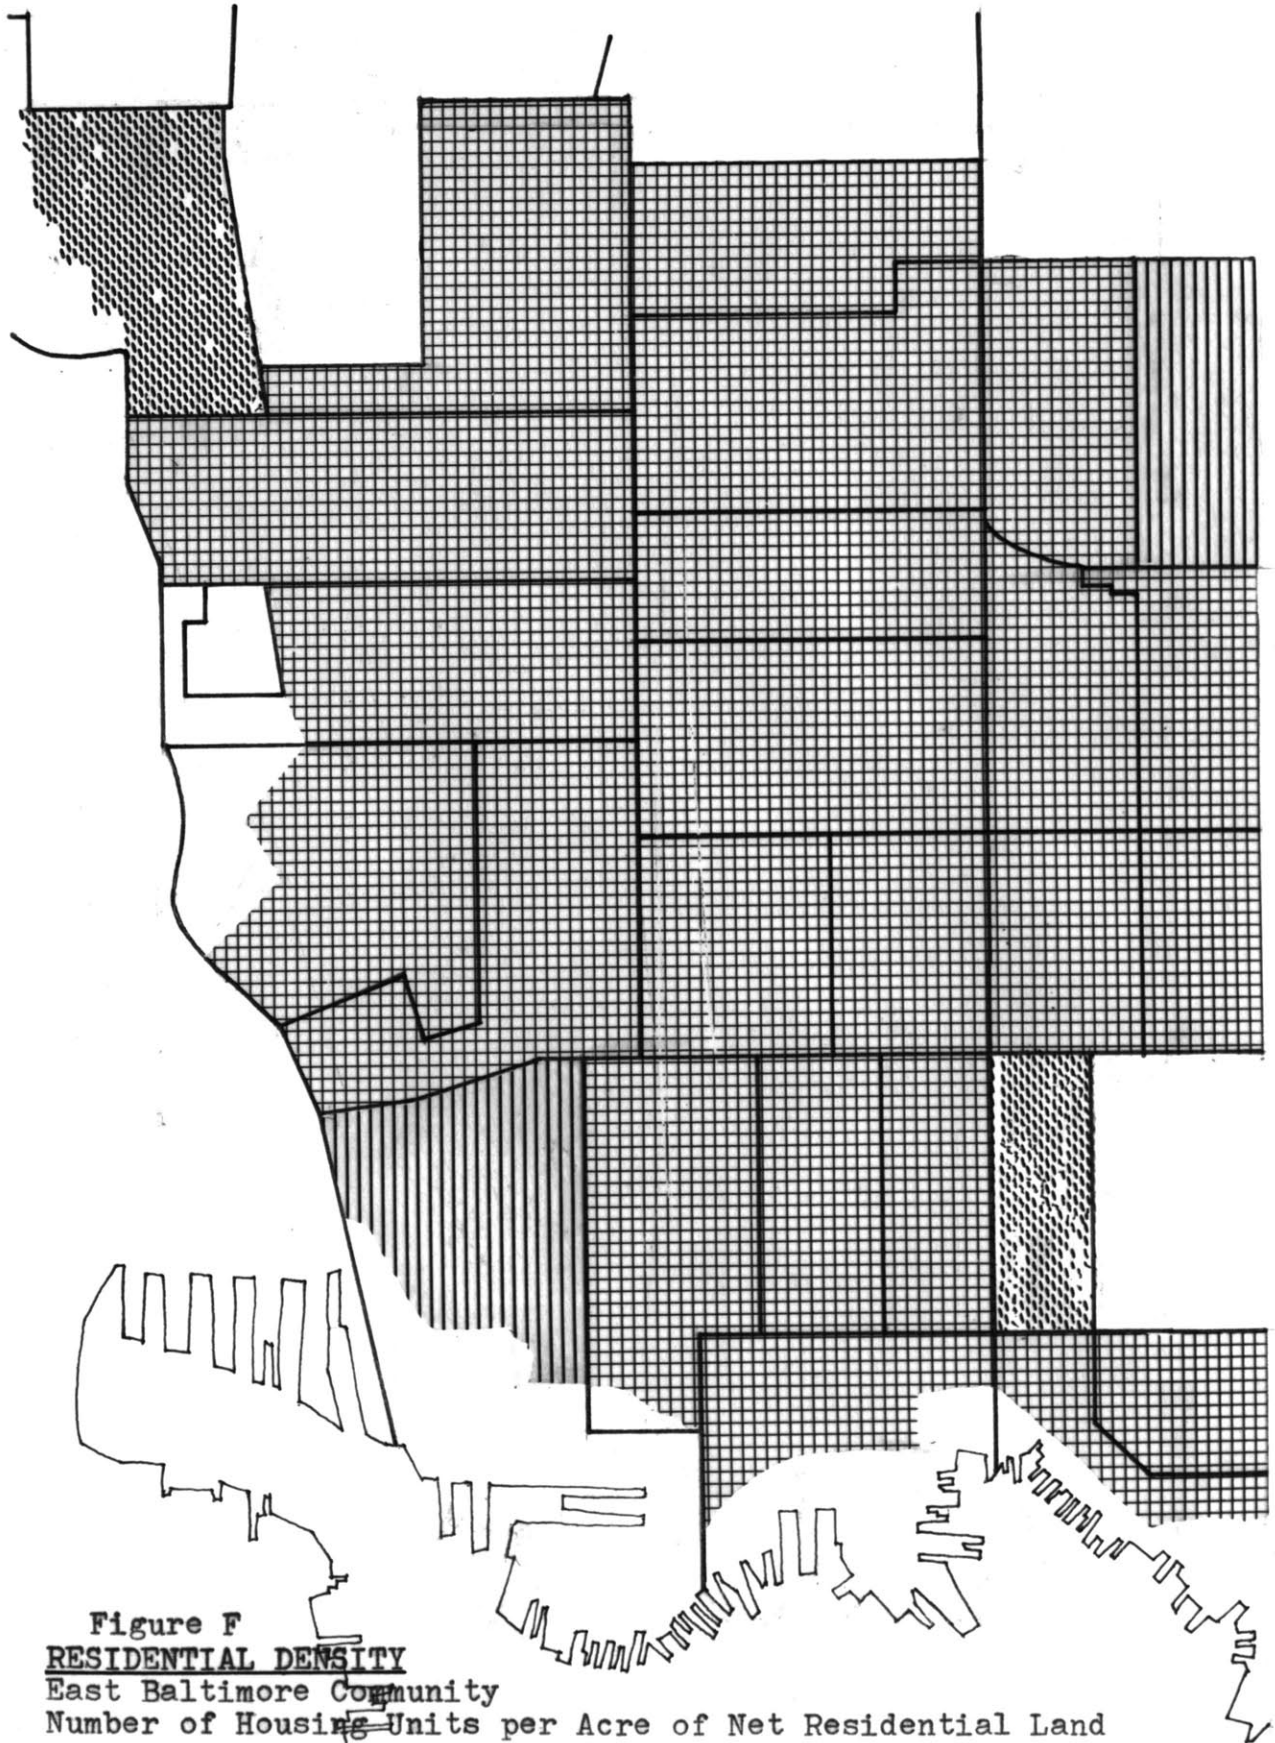 Figure F
RESIDENTIAL DENSITY
East Baltimore Community
Number of Housing Units per Acre of Net Residential Land